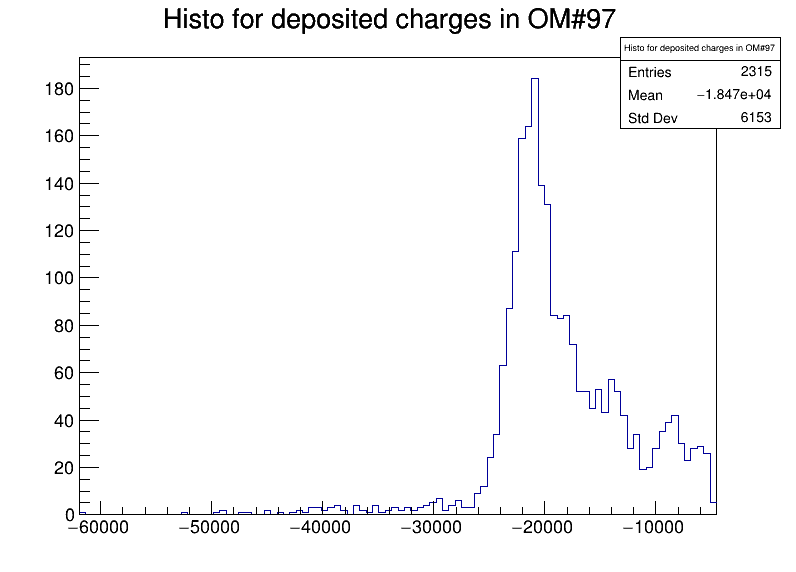 Histo for deposited charges in OM#97
Histo for deposited charges in OM#97
Entries 2315
Mean −1.847e+04
Std Dev 6153
180
160
140
120
100
80
60
40
20
0
−60000 −50000 −40000 −30000 −20000 −10000